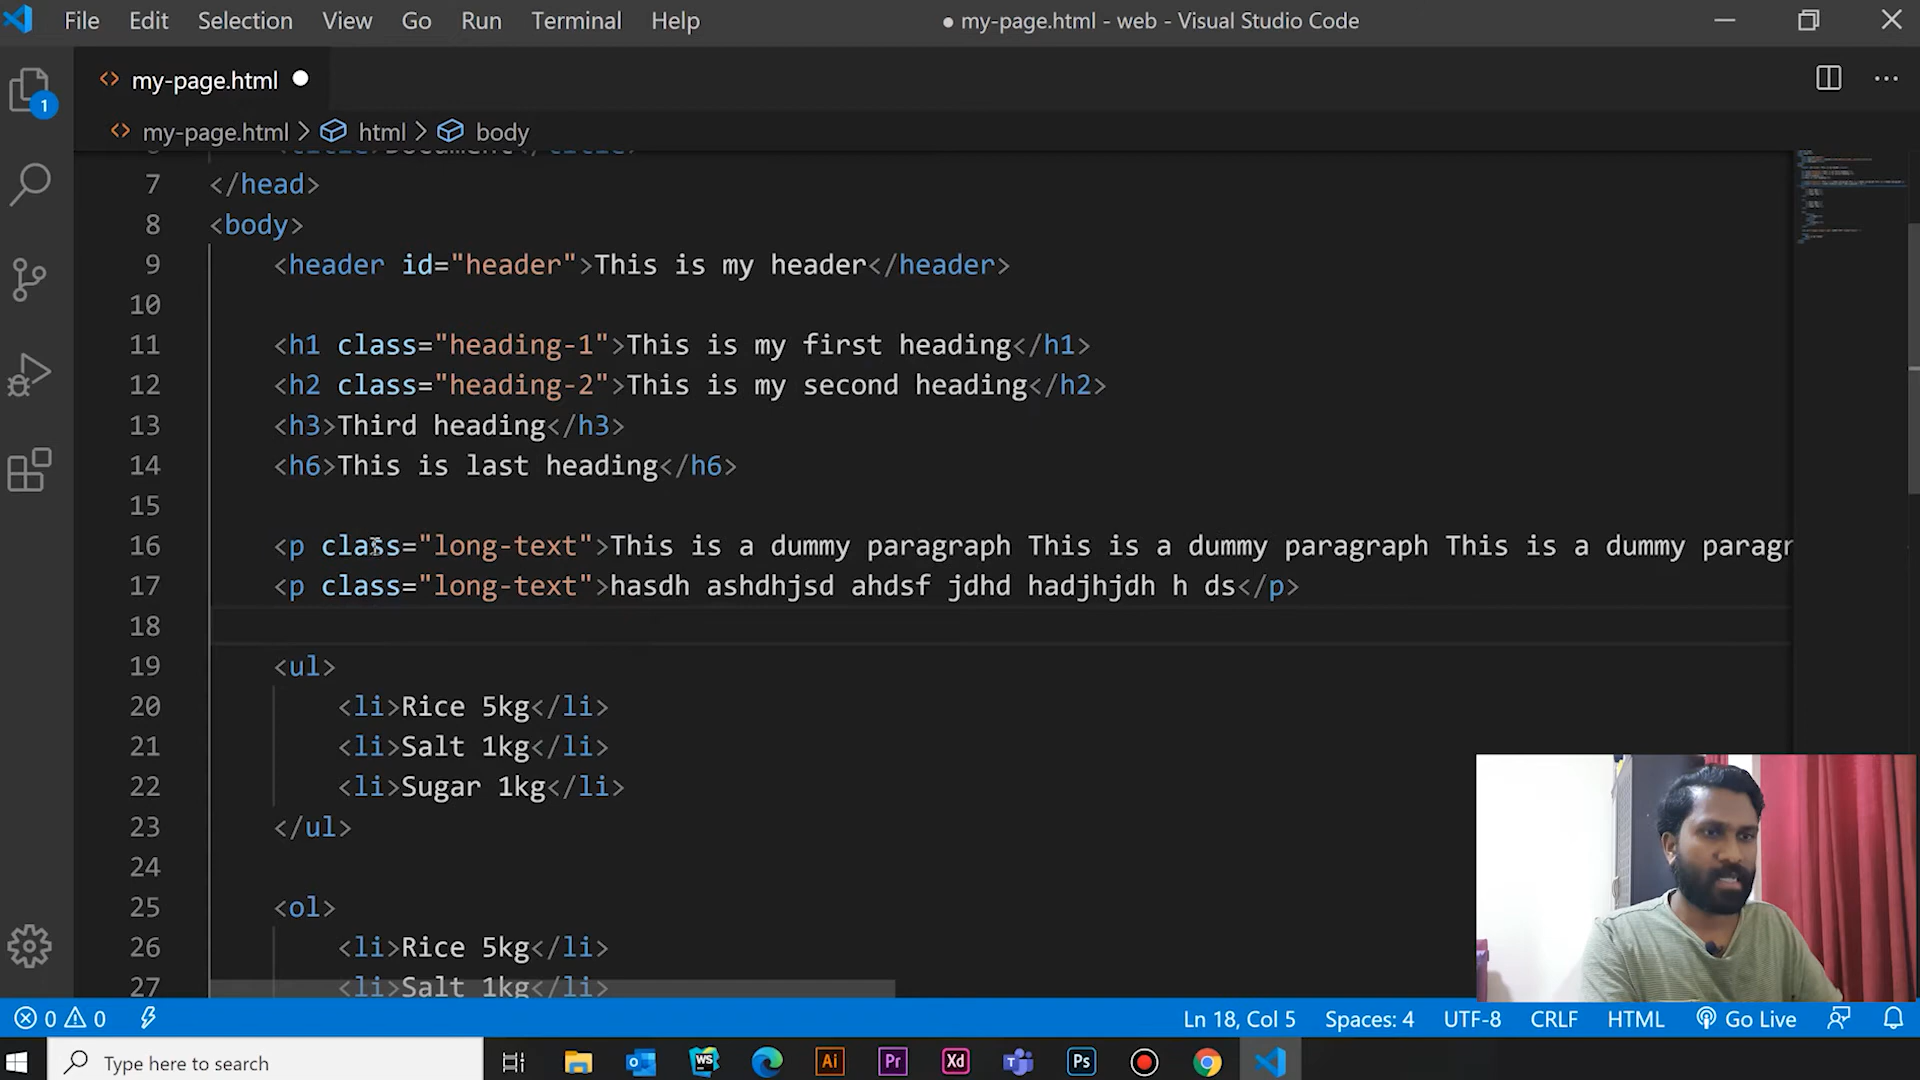 File Edit Selection View Go Run Terminal Help ● my-page.html - web - Visual Studio Code
<> my-page.html ●
<> my-page.html > html > body
7 </head>
8 <body>
9 <header id="header">This is my header</header>
10
11 <h1 class="heading-1">This is my first heading</h1>
12 <h2 class="heading-2">This is my second heading</h2>
13 <h3>Third heading</h3>
14 <h6>This is last heading</h6>
15
16 <p class="long-text">This is a dummy paragraph This is a dummy paragraph This is a dummy paragr
17 <p class="long-text">hasdh ashdhjsd ahdsf jdhd hadjhjdh h ds</p>
18
19 <ul>
20 <li>Rice 5kg</li>
21 <li>Salt 1kg</li>
22 <li>Sugar 1kg</li>
23 </ul>
24
25 <ol>
26 <li>Rice 5kg</li>
27 <li>Salt 1kg</li>
1
0 0 Ln 18, Col 5 Spaces: 4 UTF-8 CRLF HTML Go Live
Type here to search WS Ai Pr Xd Ps